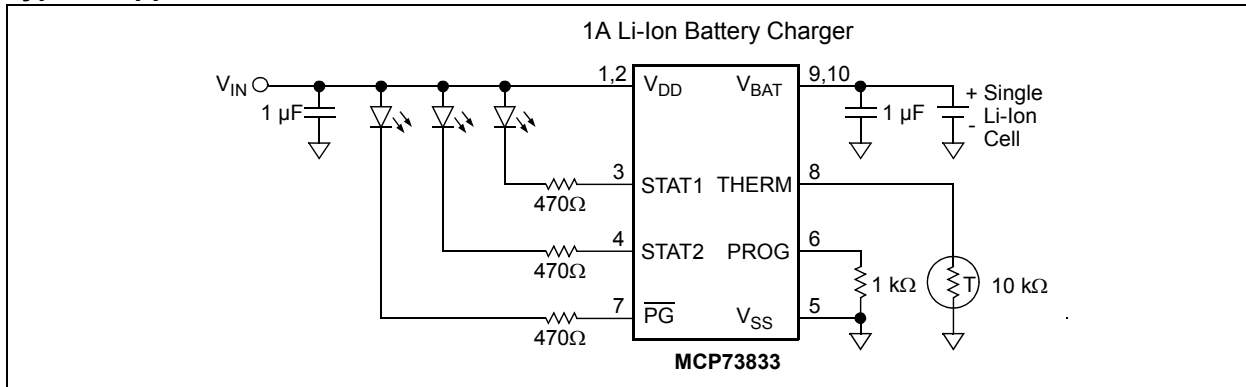 1A Li-Ion Battery Charger
V_IN
1 µF
1,2
V_DD
V_BAT
9,10
1 µF
+ Single
Li-Ion
- Cell
470Ω
3
STAT1
THERM
8
470Ω
4
STAT2
PROG
6
1 kΩ
T
10 kΩ
470Ω
7
PG
V_SS
5
MCP73833